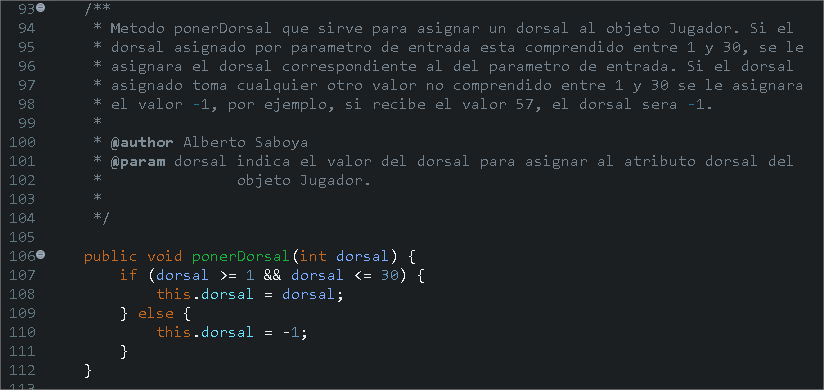 93 /**
94 * Metodo ponerDorsal que sirve para asignar un dorsal al objeto Jugador. Si el
95 * dorsal asignado por parametro de entrada esta comprendido entre 1 y 30, se le
96 * asignara el dorsal correspondiente al del parametro de entrada. Si el dorsal
97 * asignado toma cualquier otro valor no comprendido entre 1 y 30 se le asignara
98 * el valor -1, por ejemplo, si recibe el valor 57, el dorsal sera -1.
99 *
100 * @author Alberto Saboya
101 * @param dorsal indica el valor del dorsal para asignar al atributo dorsal del
102 * objeto Jugador.
103 *
104 */
105
106 public void ponerDorsal(int dorsal) {
107 if (dorsal >= 1 && dorsal <= 30) {
108 this.dorsal = dorsal;
109 } else {
110 this.dorsal = -1;
111 }
112 }
113